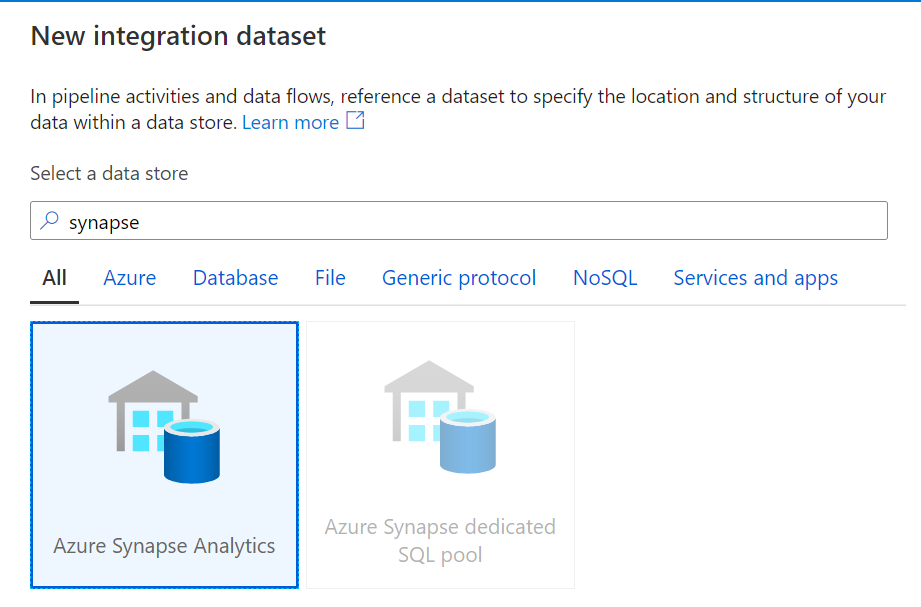 New integration dataset
In pipeline activities and data flows, reference a dataset to specify the location and structure of your
data within a data store. Learn more
Select a data store
synapse
All Azure Database File Generic protocol NoSQL Services and apps
Azure Synapse Analytics
Azure Synapse dedicated
SQL pool